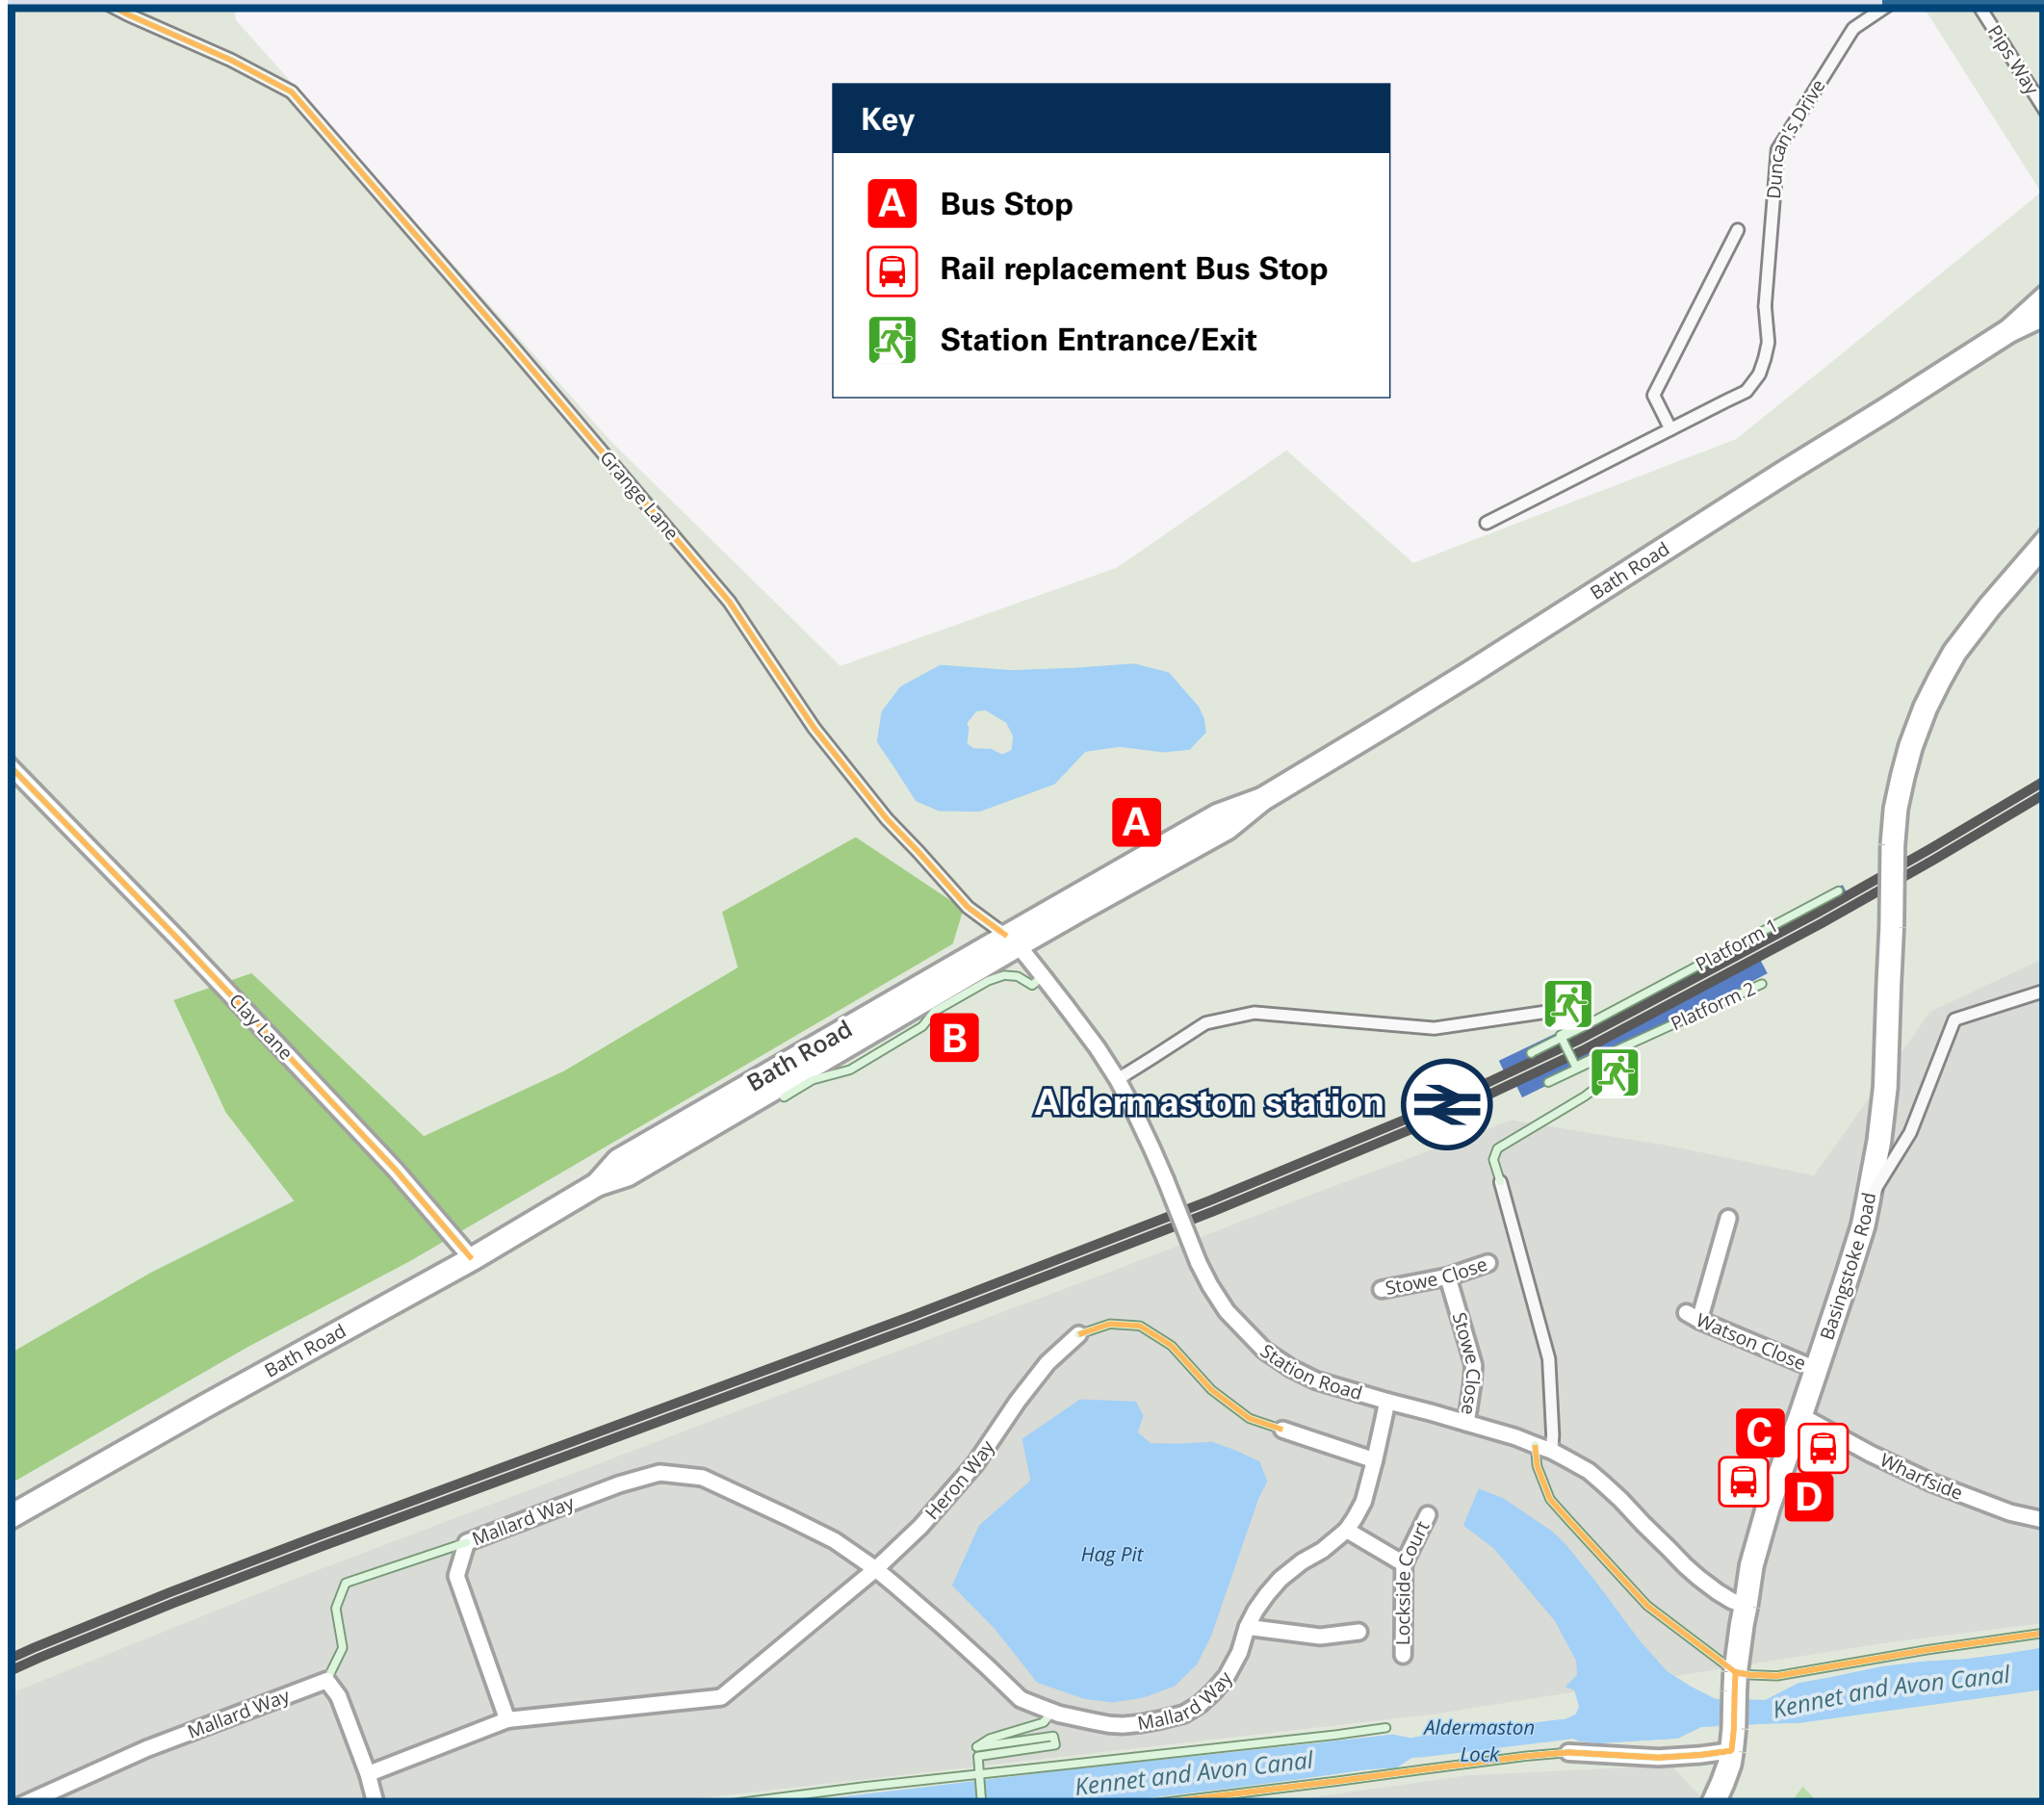 Pips Way
Duncan's Drive
Key
A Bus Stop
Rail replacement Bus Stop
Station Entrance/Exit
Grange Lane
Bath Road
A
Platform 1
Platform 2
Clay Lane
B
Bath Road
Aldermaston station
Basingstoke Road
Stowe Close
Stowe Close
Watson Close
Bath Road
Station Road
C
D
Wharfside
Heron Way
Mallard Way
Hag Pit
Lockside Court
Mallard Way
Mallard Way
Kennet and Avon Canal
Aldermaston
Lock
Kennet and Avon Canal